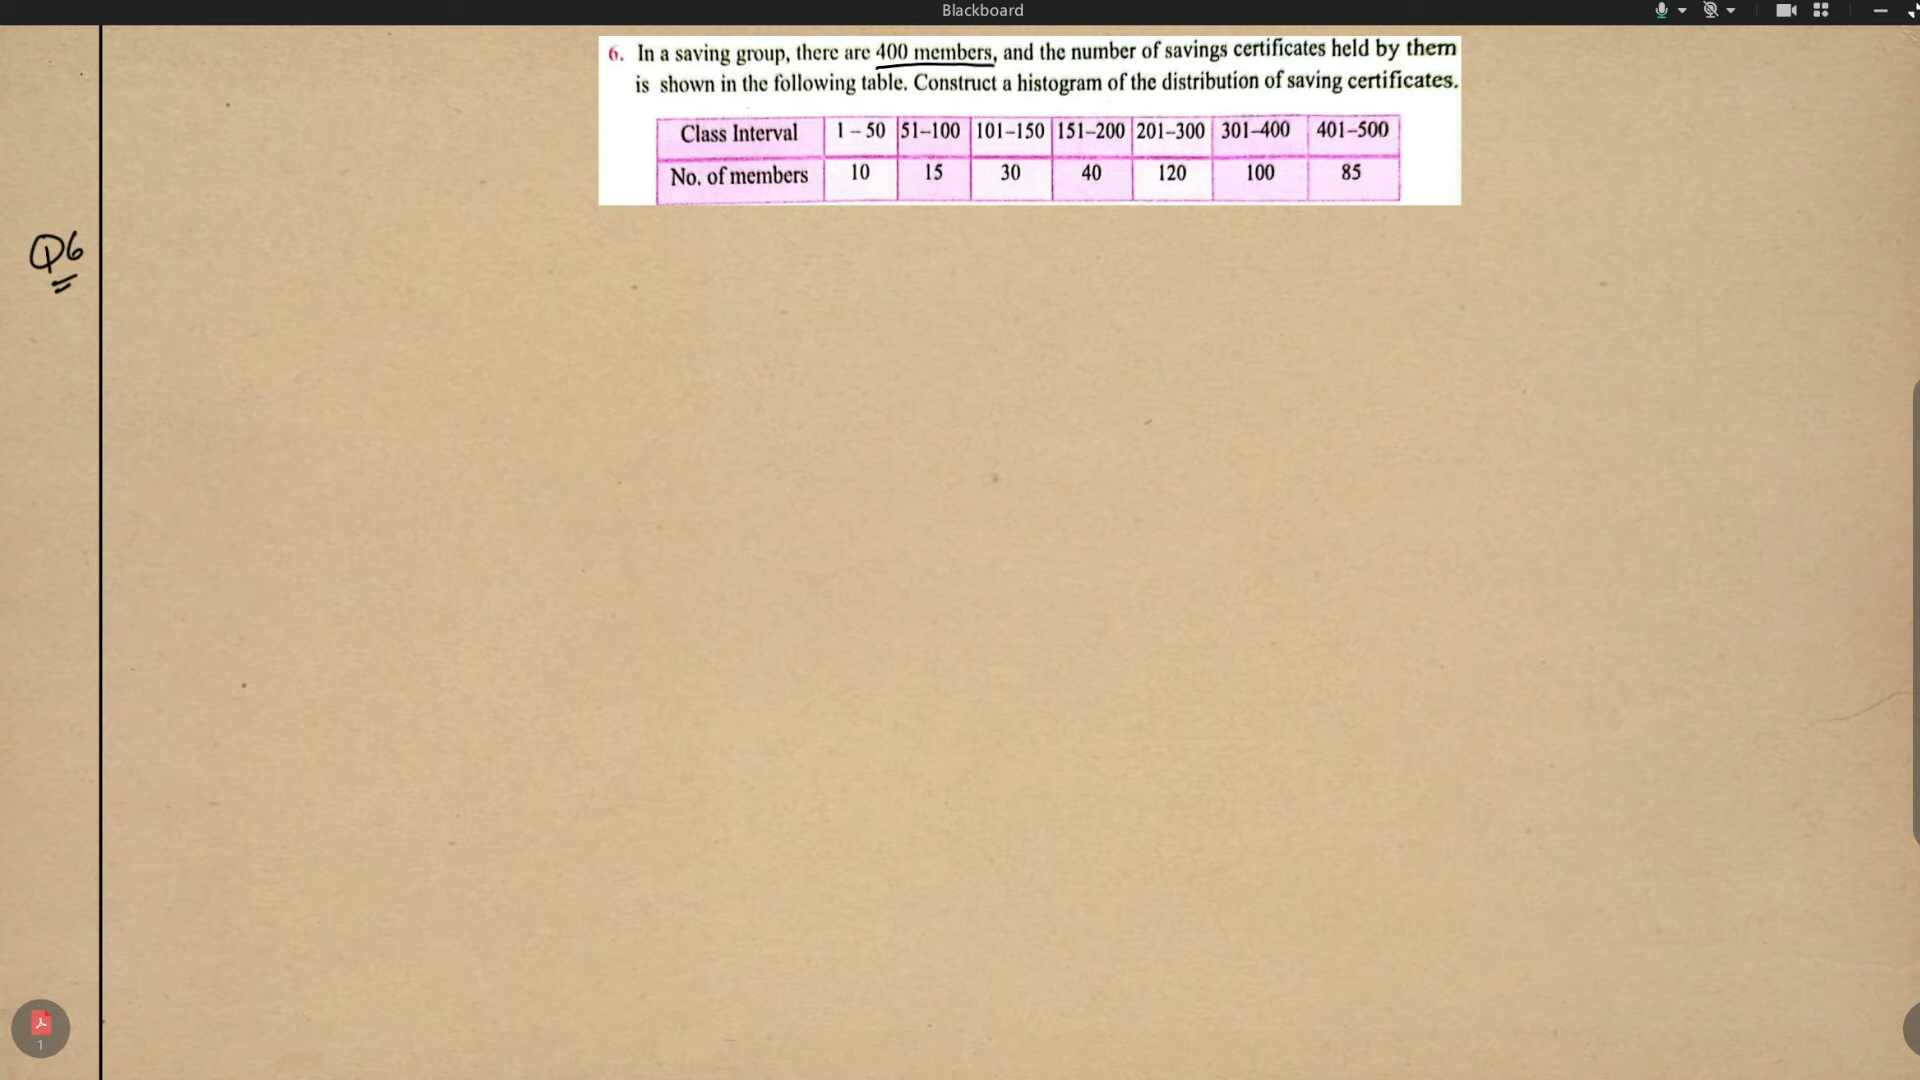 Blackboard
6. In a saving group, there are 400 members, and the number of savings certificates held by them
is shown in the following table. Construct a histogram of the distribution of saving certificates.
Class Interval 1 – 50 51–100 101–150 151–200 201–300 301–400 401–500
No. of members 10 15 30 40 120 100 85
Q6
1